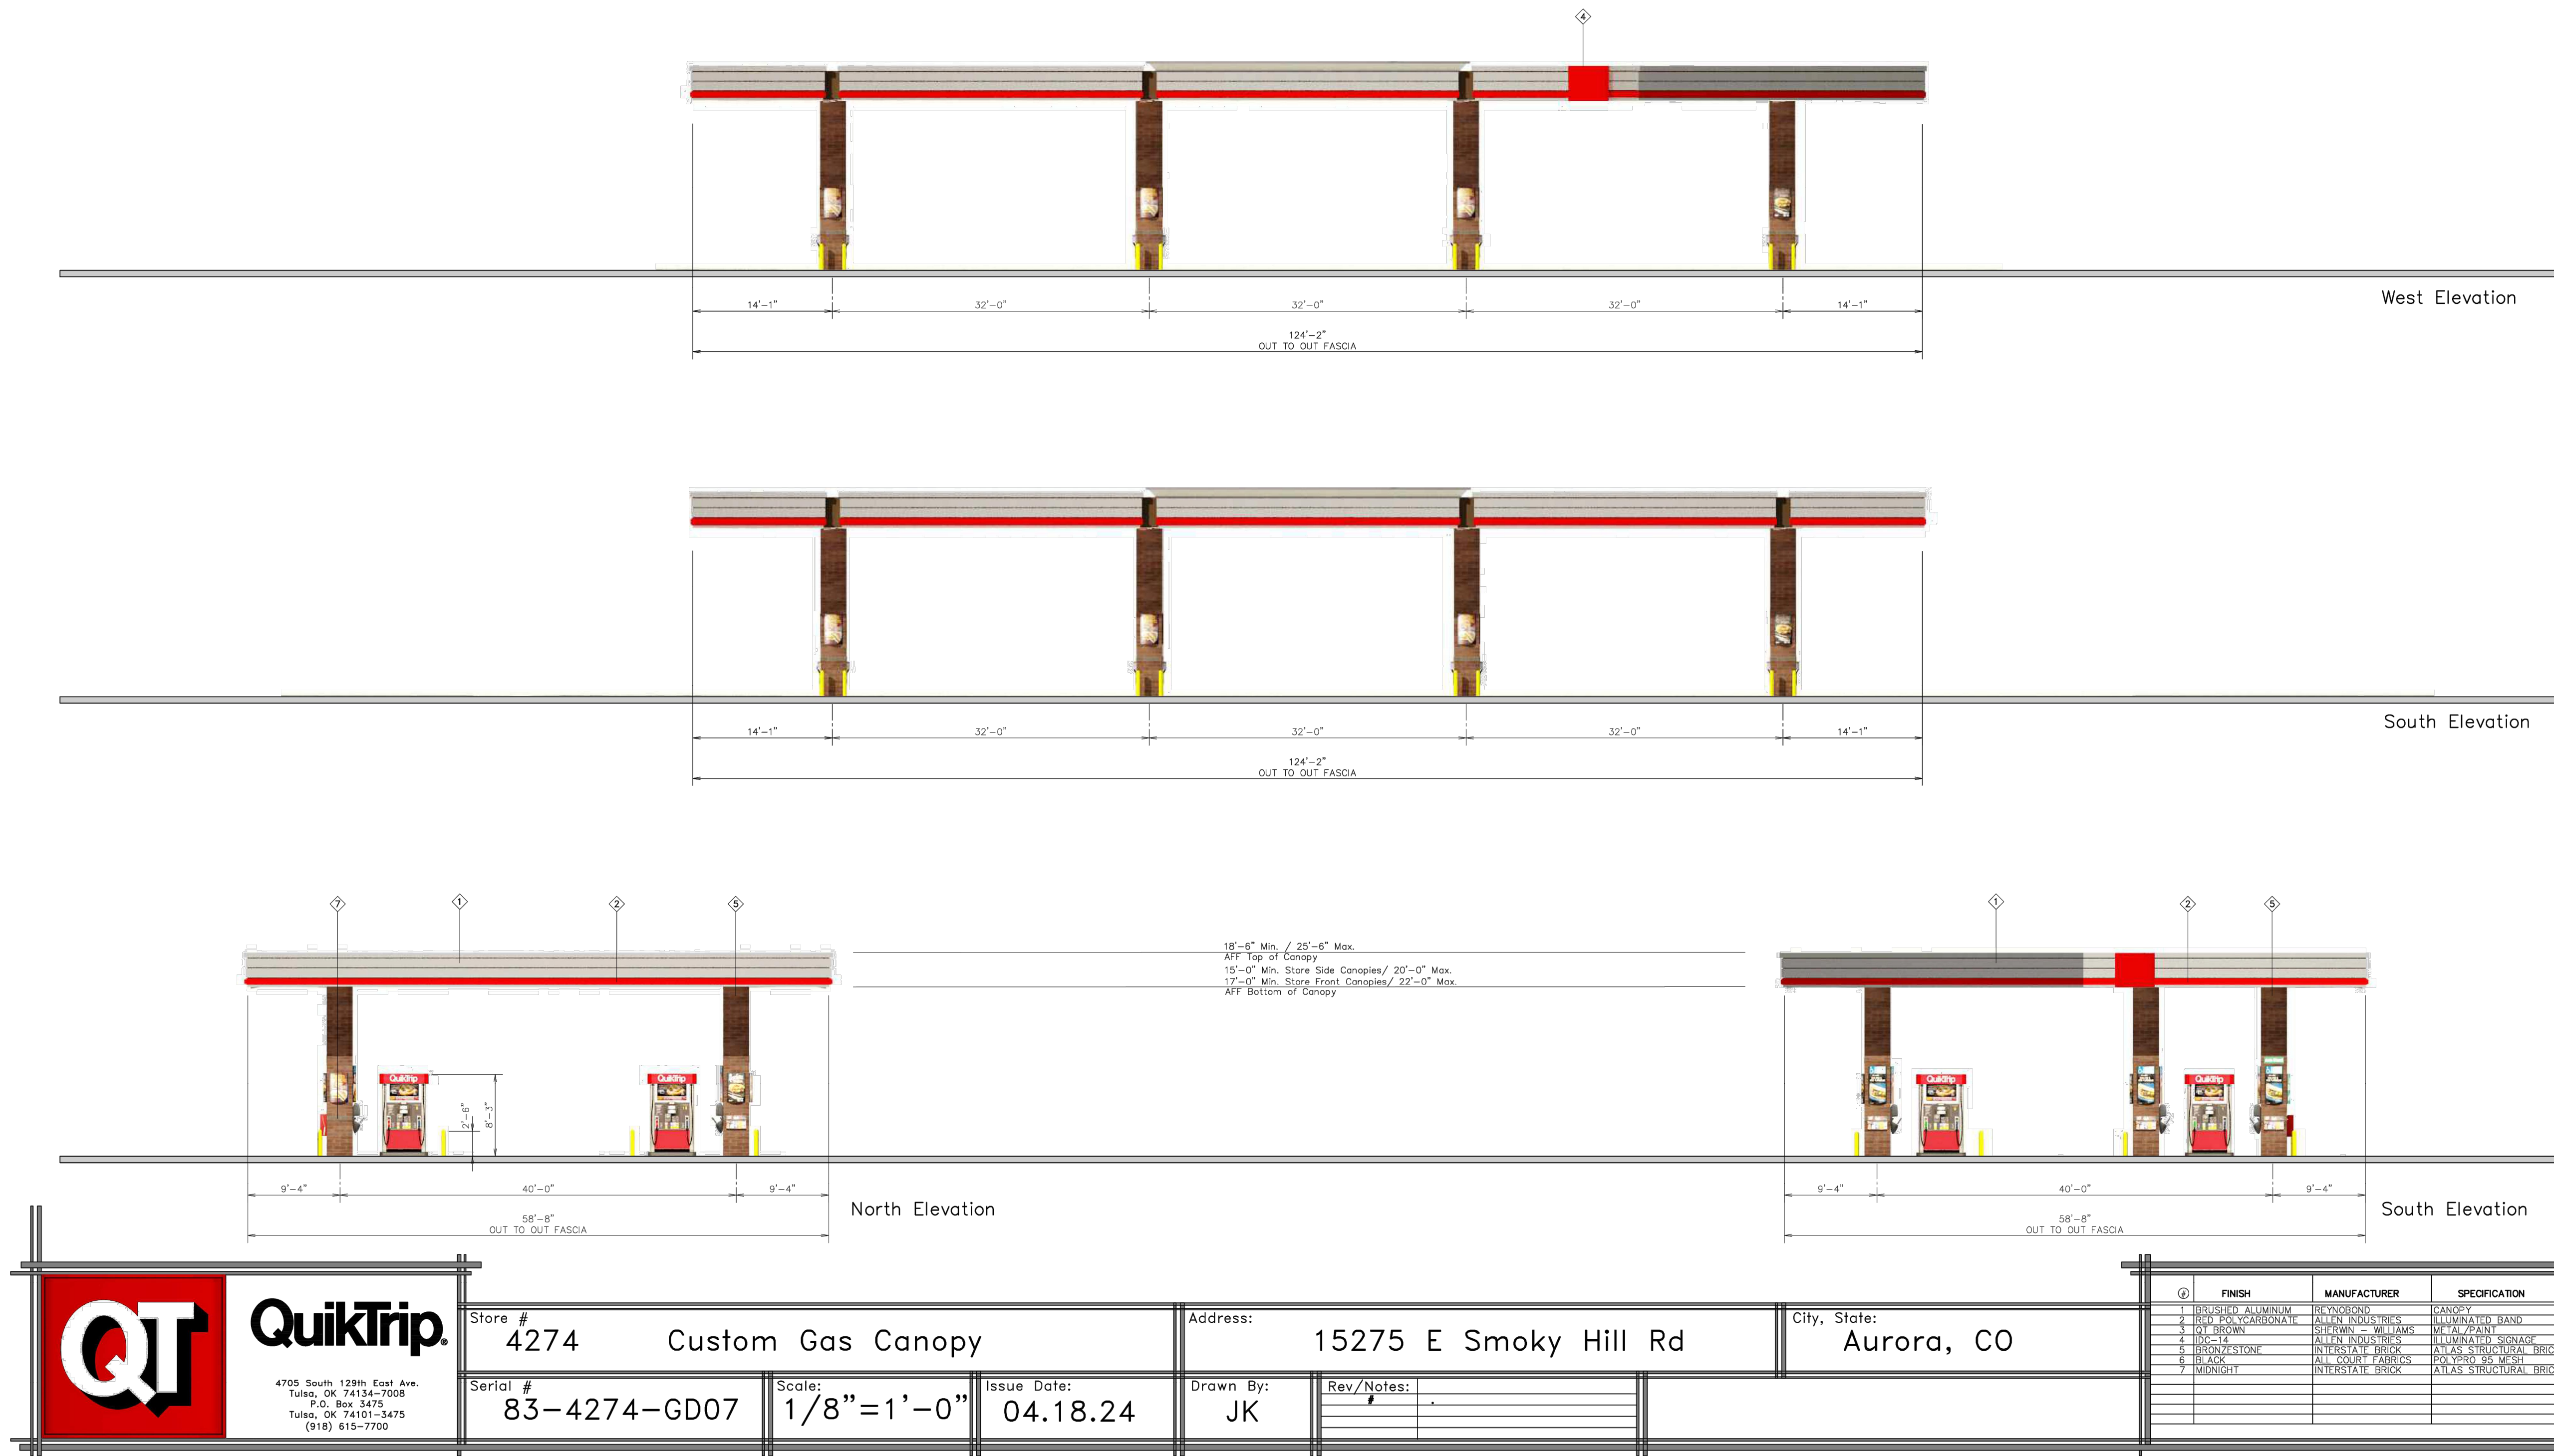 4
14'-1" 32'-0" 32'-0" 32'-0" 14'-1"
124'-2"
OUT TO OUT FASCIA
West Elevation
14'-1" 32'-0" 32'-0" 32'-0" 14'-1"
124'-2"
OUT TO OUT FASCIA
South Elevation
7 1 2 5
18'-6" Min. / 25'-6" Max.
AFF Top of Canopy
15'-0" Min. Store Side Canopies/ 20'-0" Max.
17'-0" Min. Store Front Canopies/ 22'-0" Max.
AFF Bottom of Canopy
1 2 5
QuikTrip QuikTrip
2'-6"
8'-3"
QuikTrip QuikTrip
9'-4" 40'-0" 9'-4"
58'-8"
OUT TO OUT FASCIA
North Elevation
9'-4" 40'-0" 9'-4"
58'-8"
OUT TO OUT FASCIA
South Elevation
QT
QuikTrip®
4705 South 129th East Ave.
Tulsa, OK 74134-7008
P.O. Box 3475
Tulsa, OK 74101-3475
(918) 615-7700
Store #
4274 Custom Gas Canopy
Address:
15275 E Smoky Hill Rd
City, State:
Aurora, CO
Serial #
83-4274-GD07
Scale:
1/8"=1'-0"
Issue Date:
04.18.24
Drawn By:
JK
Rev/Notes:
# .
# FINISH MANUFACTURER SPECIFICATION
1 BRUSHED ALUMINUM REYNOBOND CANOPY
2 RED POLYCARBONATE ALLEN INDUSTRIES ILLUMINATED BAND
3 QT BROWN SHERWIN - WILLIAMS METAL/PAINT
4 IDC-14 ALLEN INDUSTRIES ILLUMINATED SIGNAGE
5 BRONZESTONE INTERSTATE BRICK ATLAS STRUCTURAL BRIC
6 BLACK ALL COURT FABRICS POLYPRO 95 MESH
7 MIDNIGHT INTERSTATE BRICK ATLAS STRUCTURAL BRIC